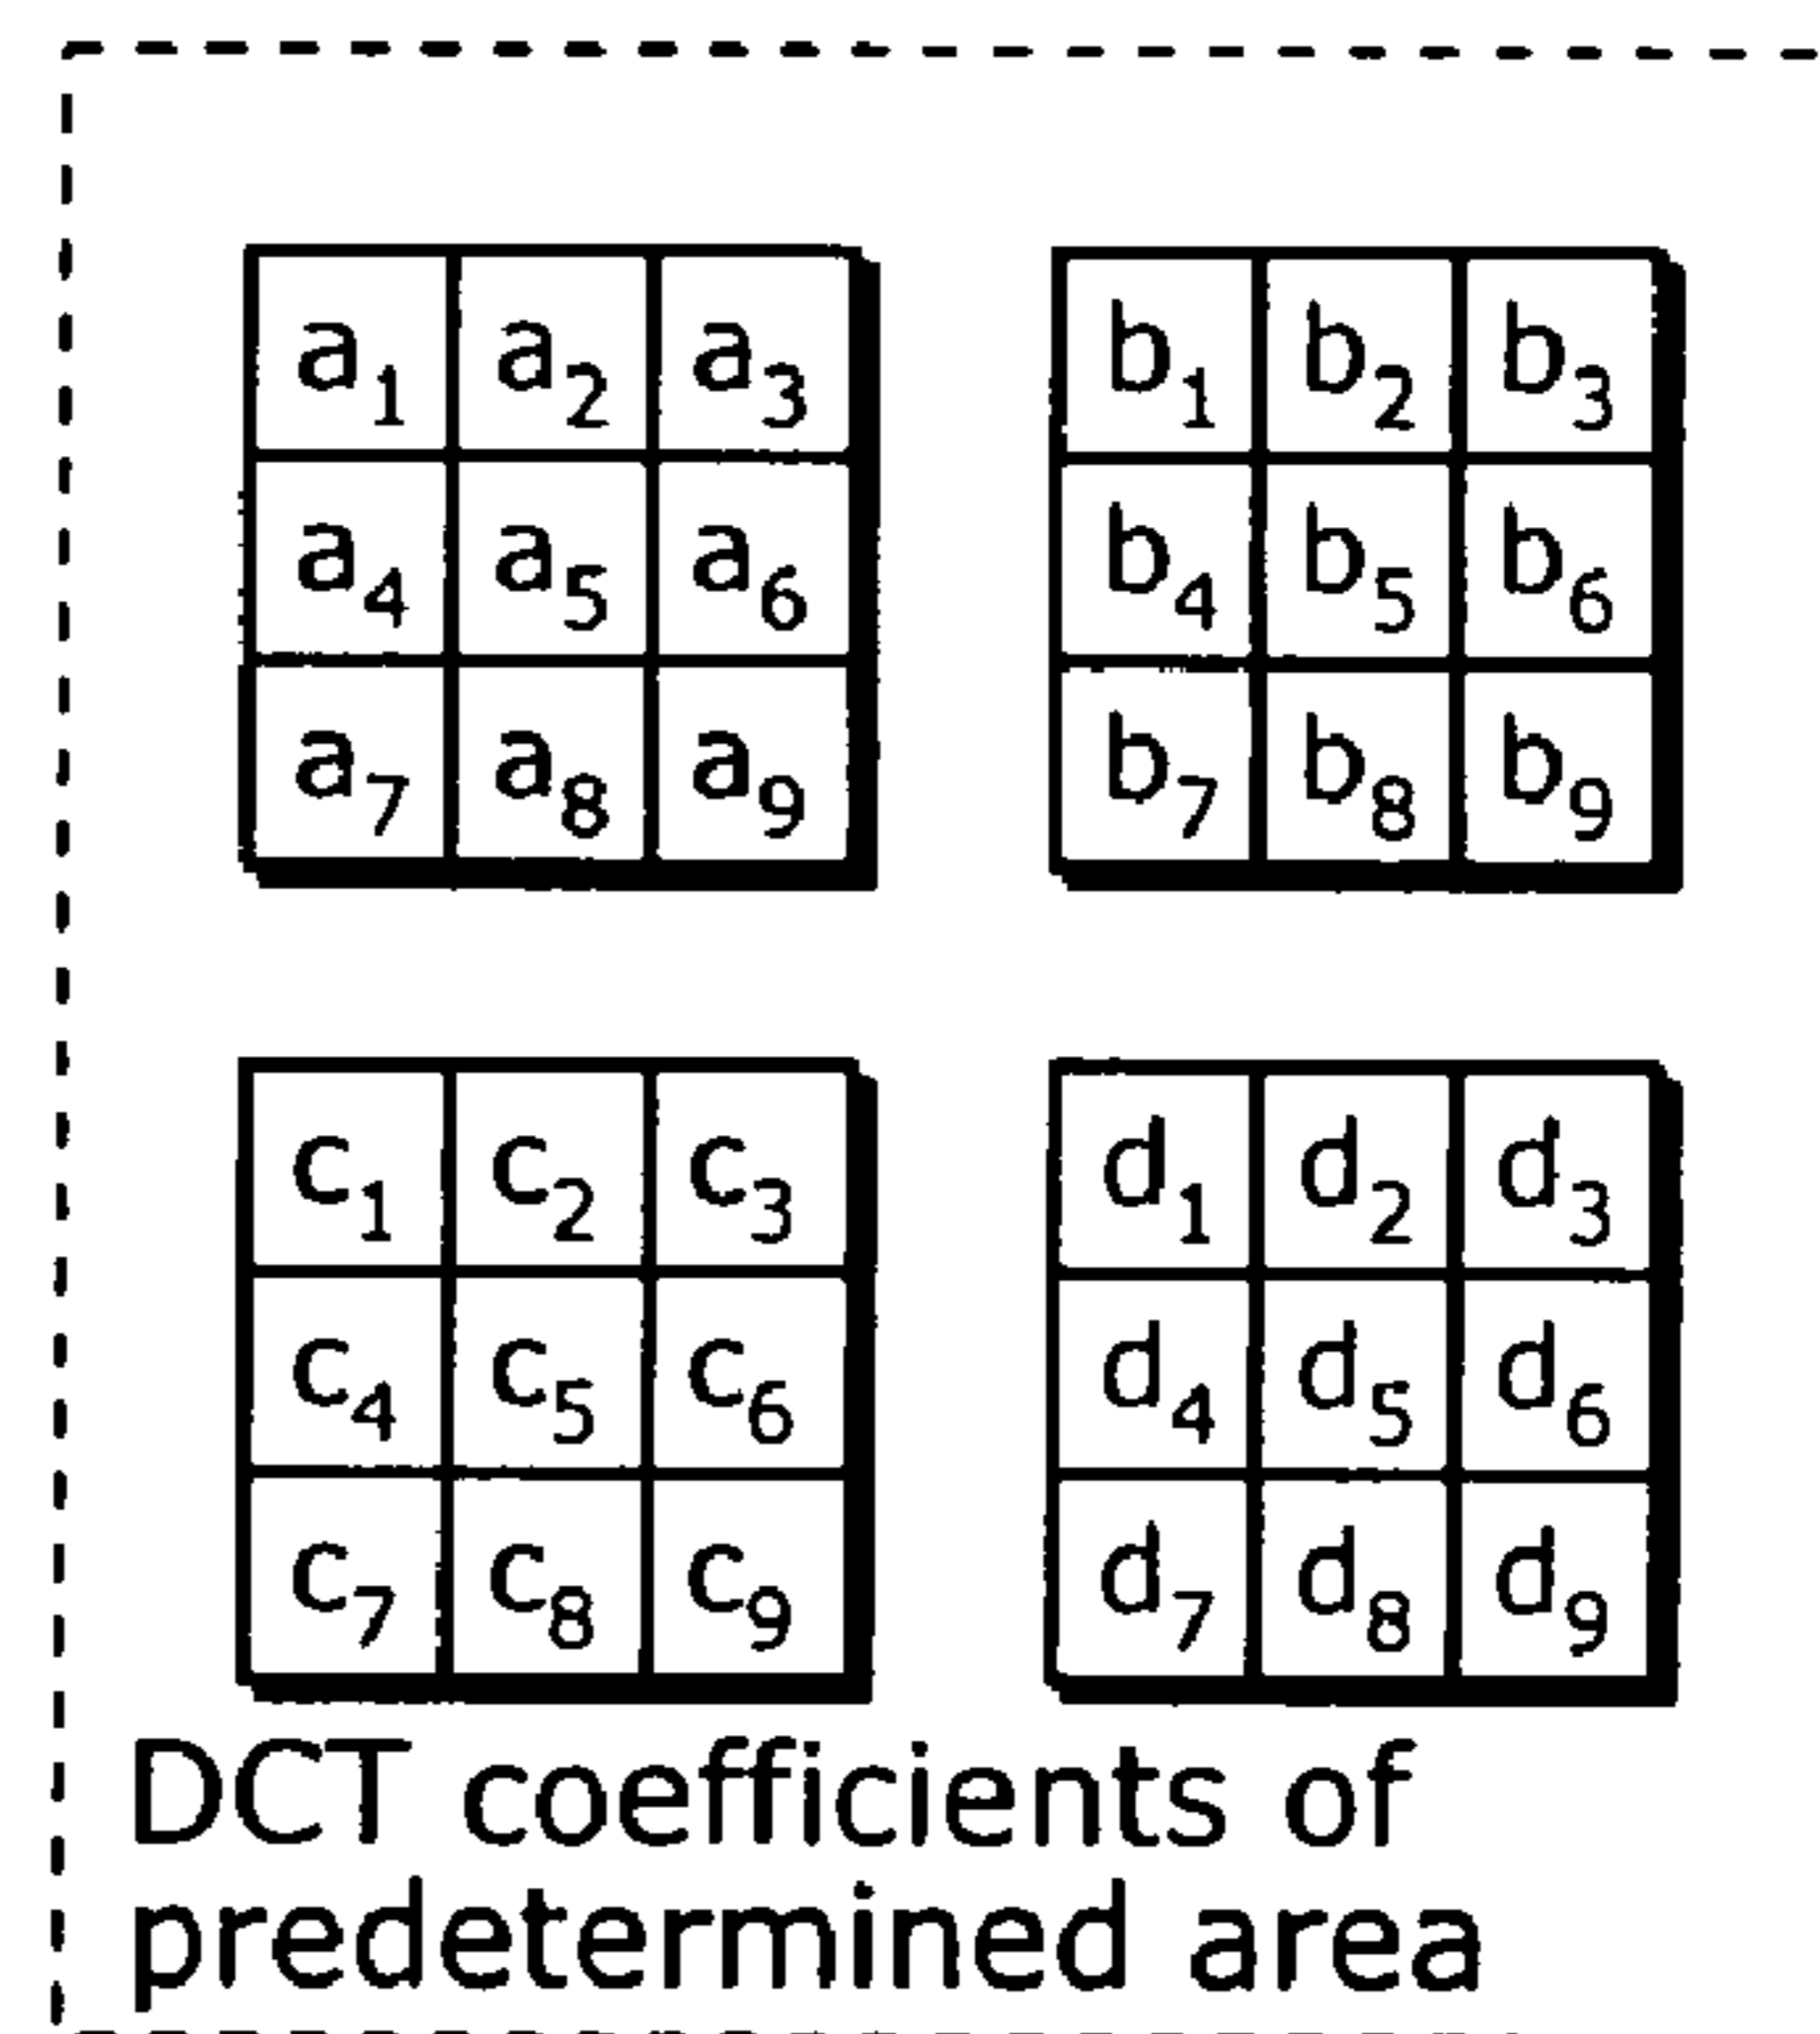 a1 a2 a3 b1 b2 b3
a4 a5 a6 b4 b5 b6
a7 a8 a9 b7 b8 b9
c1 c2 c3 d1 d2 d3
c4 c5 c6 d4 d5 d6
c7 c8 c9 d7 d8 d9
DCT coefficients of
predetermined area